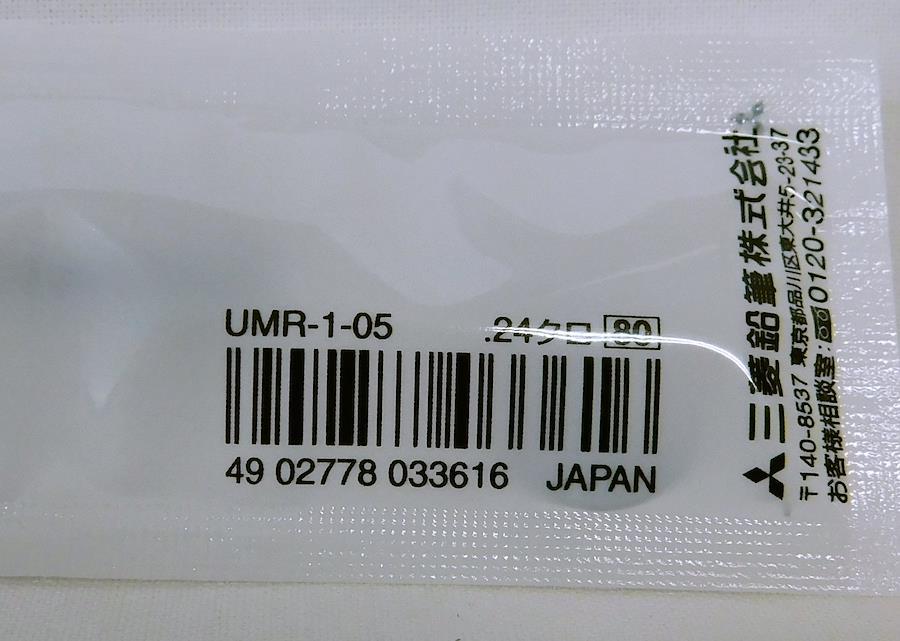 UMR-1-05 .24クロ 80
49 02778 033616 JAPAN
三菱鉛筆株式会社
〒140-8537 東京都品川区東大井5-23-37
お客様相談室:0120-321433